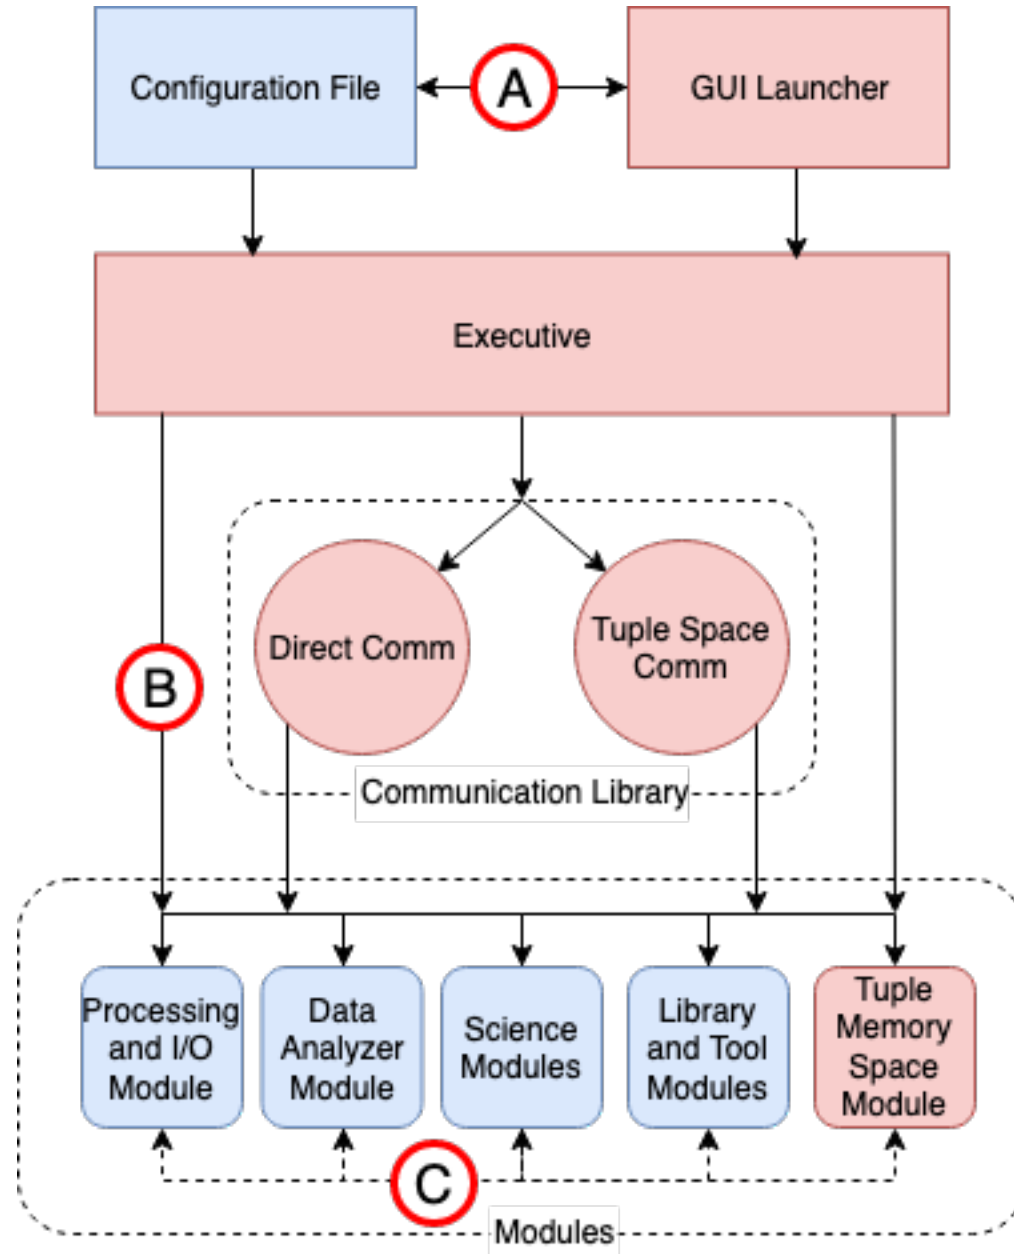 Configuration File
A
GUI Launcher
Executive
Direct Comm
Tuple Space
Comm
B
Communication Library
Processing
and I/O
Module
Data
Analyzer
Module
Science
Modules
Library
and Tool
Modules
Tuple
Memory
Space
Module
C
Modules